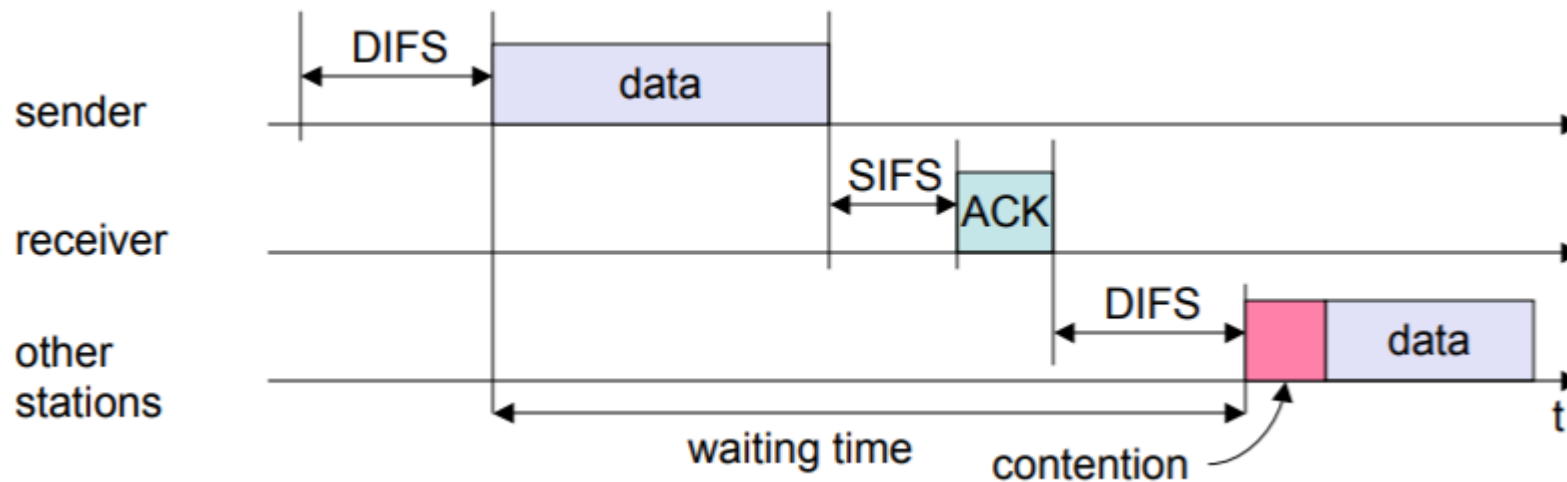 DIFS
data
sender
SIFS
ACK
receiver
DIFS
data
other
stations
t
waiting time
contention